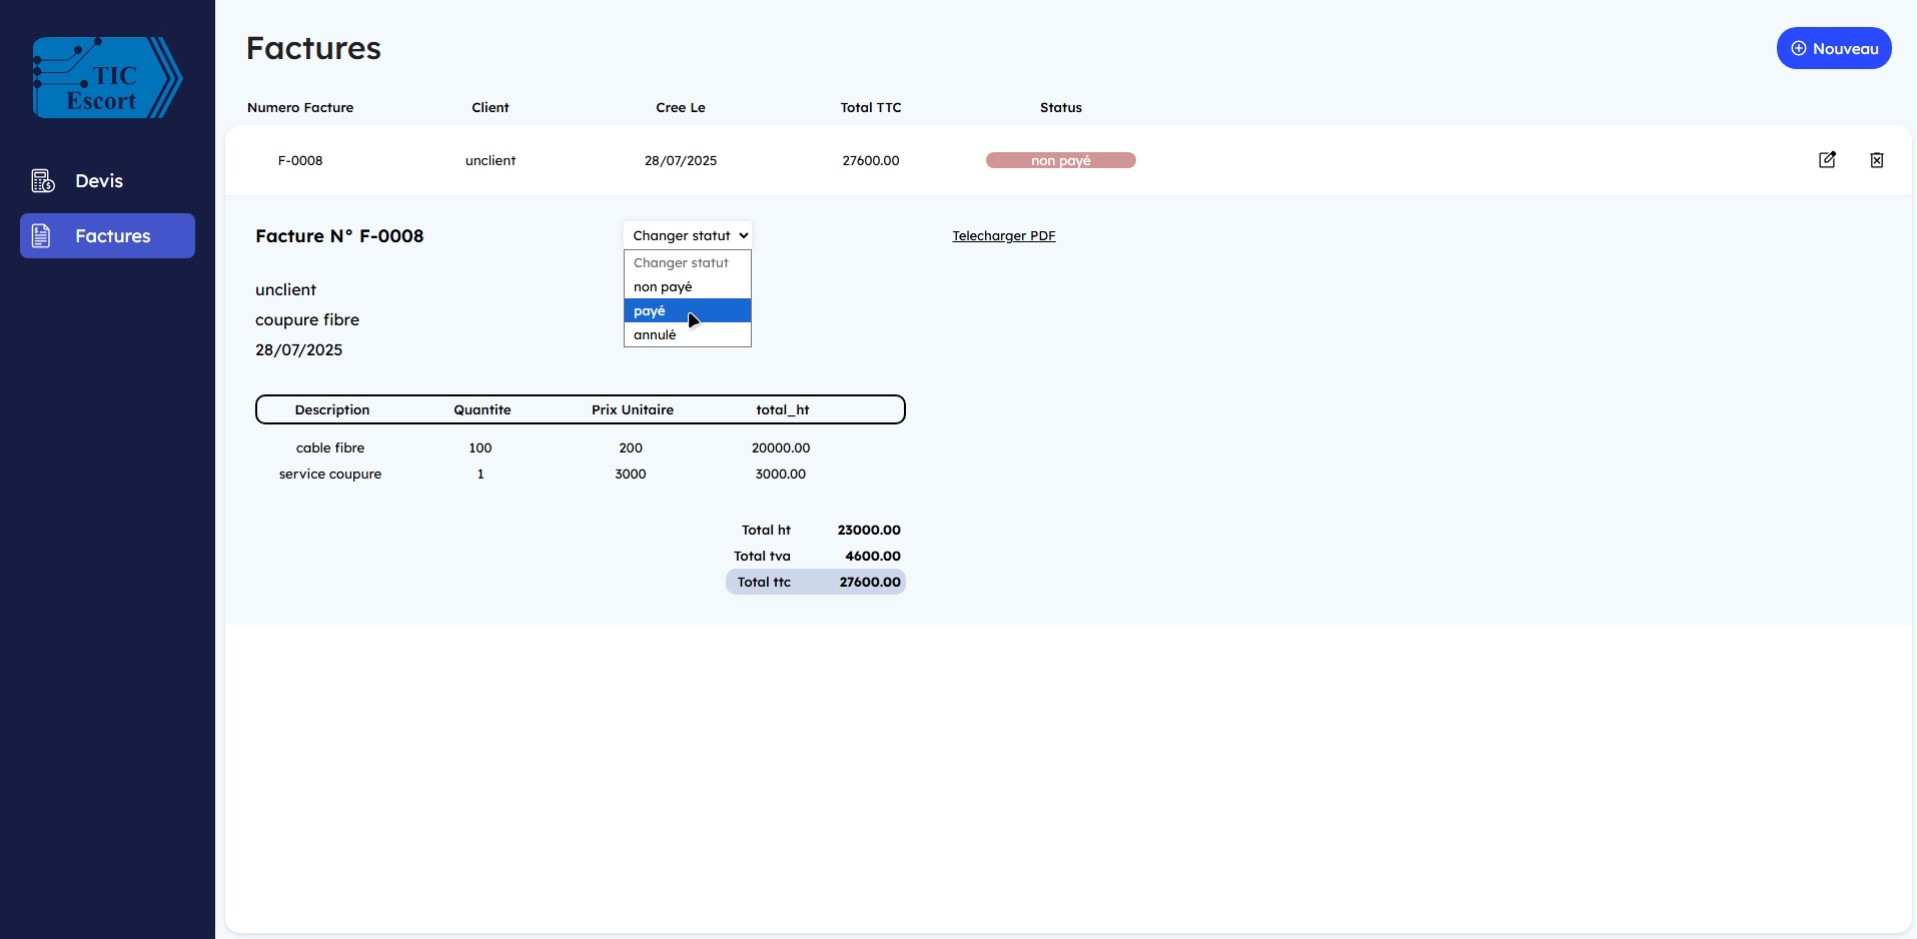 TIC
Escort
Devis
Factures
Factures
Nouveau
Numero Facture Client Cree Le Total TTC Status
F-0008 unclient 28/07/2025 27600.00 non payé
Facture N° F-0008 Changer statut Telecharger PDF
Changer statut
non payé
payé
annulé
unclient
coupure fibre
28/07/2025
Description Quantite Prix Unitaire total_ht
cable fibre 100 200 20000.00
service coupure 1 3000 3000.00
Total ht 23000.00
Total tva 4600.00
Total ttc 27600.00